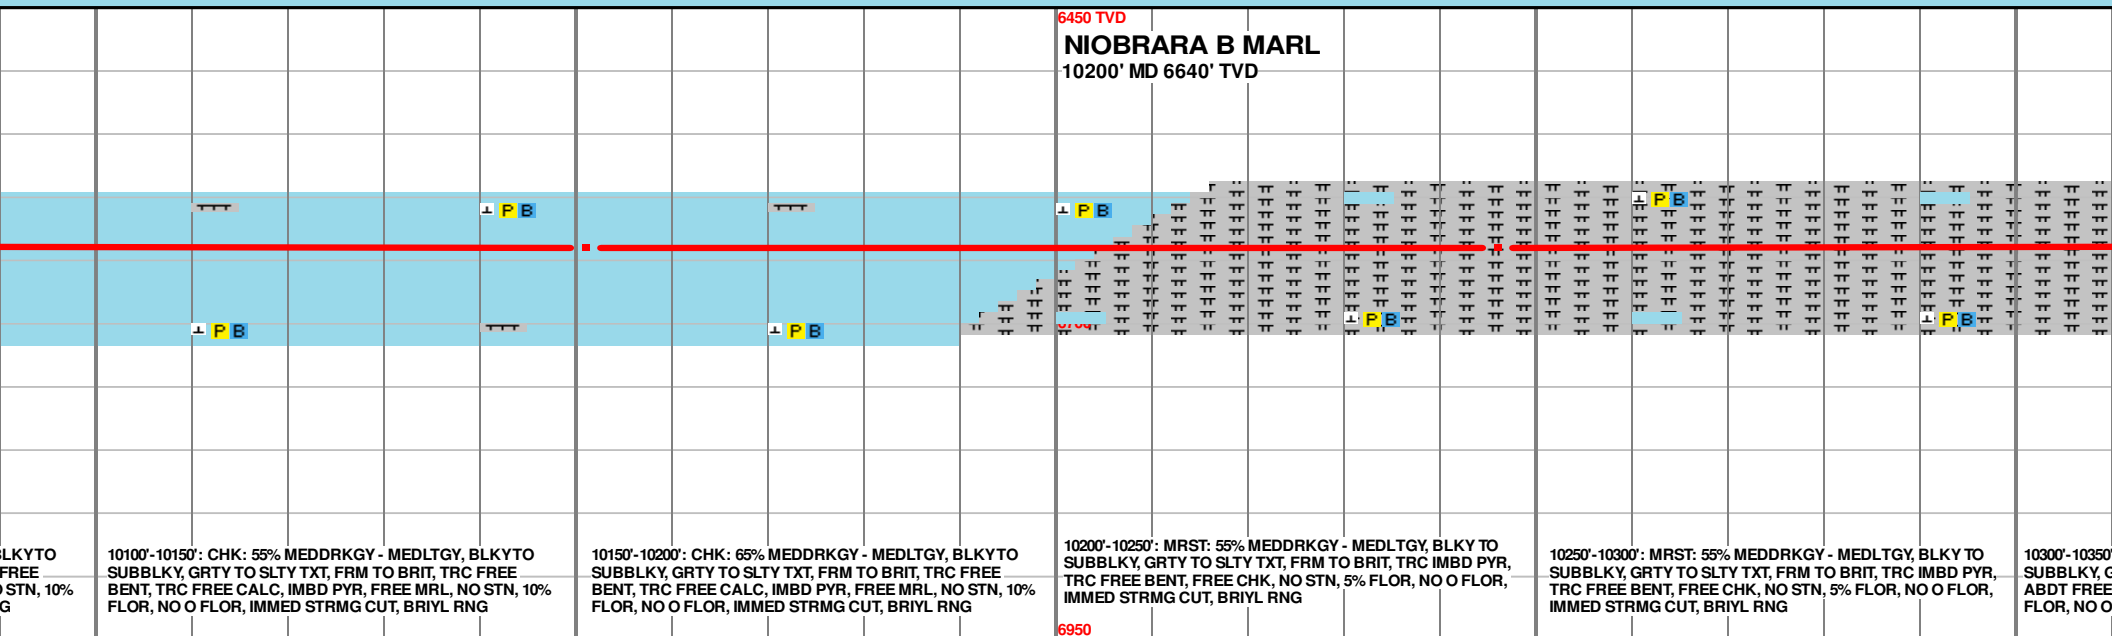 6450 TVD
NIOBRARA B MARL
10200' MD 6640' TVD
P B
P B
P B
P B
P B
P B
P B
BLKYTO
FREE
STN, 10%
G
10100'-10150': CHK: 55% MEDDRKGY - MEDLTGY, BLKYTO
SUBBLKY, GRTY TO SLTY TXT, FRM TO BRIT, TRC FREE
BENT, TRC FREE CALC, IMBD PYR, FREE MRL, NO STN, 10%
FLOR, NO O FLOR, IMMED STRMG CUT, BRIYL RNG
10150'-10200': CHK: 65% MEDDRKGY - MEDLTGY, BLKYTO
SUBBLKY, GRTY TO SLTY TXT, FRM TO BRIT, TRC FREE
BENT, TRC FREE CALC, IMBD PYR, FREE MRL, NO STN, 10%
FLOR, NO O FLOR, IMMED STRMG CUT, BRIYL RNG
10200'-10250': MRST: 55% MEDDRKGY - MEDLTGY, BLKY TO
SUBBLKY, GRTY TO SLTY TXT, FRM TO BRIT, TRC IMBD PYR,
TRC FREE BENT, FREE CHK, NO STN, 5% FLOR, NO O FLOR,
IMMED STRMG CUT, BRIYL RNG
10250'-10300': MRST: 55% MEDDRKGY - MEDLTGY, BLKY TO
SUBBLKY, GRTY TO SLTY TXT, FRM TO BRIT, TRC IMBD PYR,
TRC FREE BENT, FREE CHK, NO STN, 5% FLOR, NO O FLOR,
IMMED STRMG CUT, BRIYL RNG
10300'-10350'
SUBBLKY, G
ABDT FREE
FLOR, NO O
6950